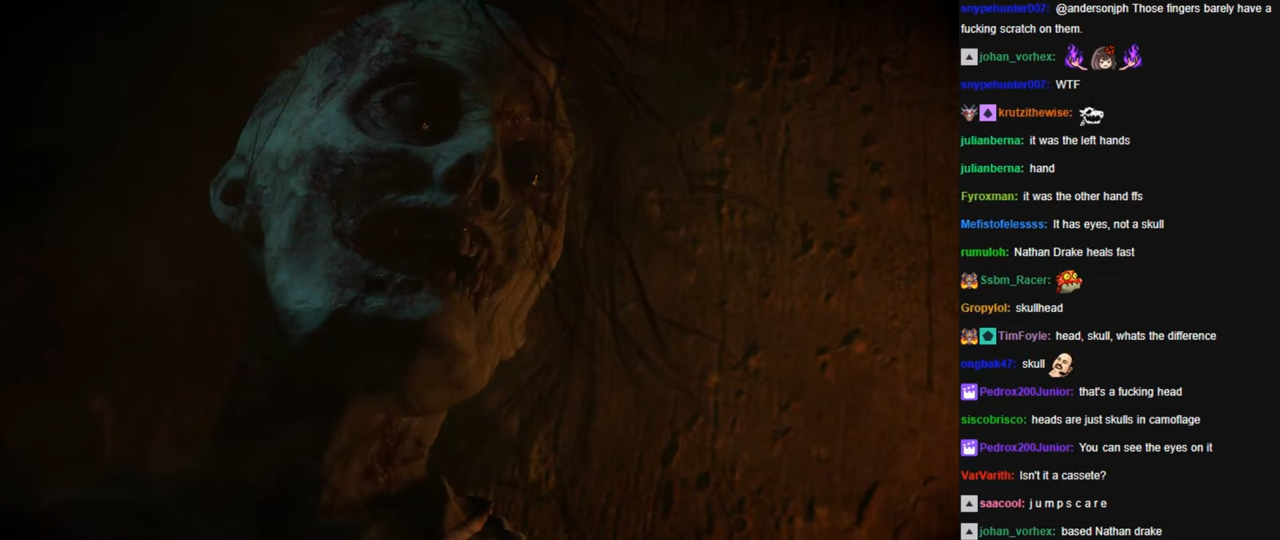 snypehunter007: @andersonjph Those fingers barely have a
fucking scratch on them.
johan_vorhex:
snypehunter007: WTF
krutzithewise:
julianberna: it was the left hands
julianberna: hand
Fyroxman: it was the other hand ffs
Mefistofelessss: It has eyes, not a skull
rumuloh: Nathan Drake heals fast
Ssbm_Racer:
Gropylol: skullhead
TimFoyle: head, skull, whats the difference
ongbak47: skull
Pedrox200Junior: that's a fucking head
siscobrisco: heads are just skulls in camoflage
Pedrox200Junior: You can see the eyes on it
VarVarith: Isn't it a cassete?
saacool: j u m p s c a r e
johan_vorhex: based Nathan drake